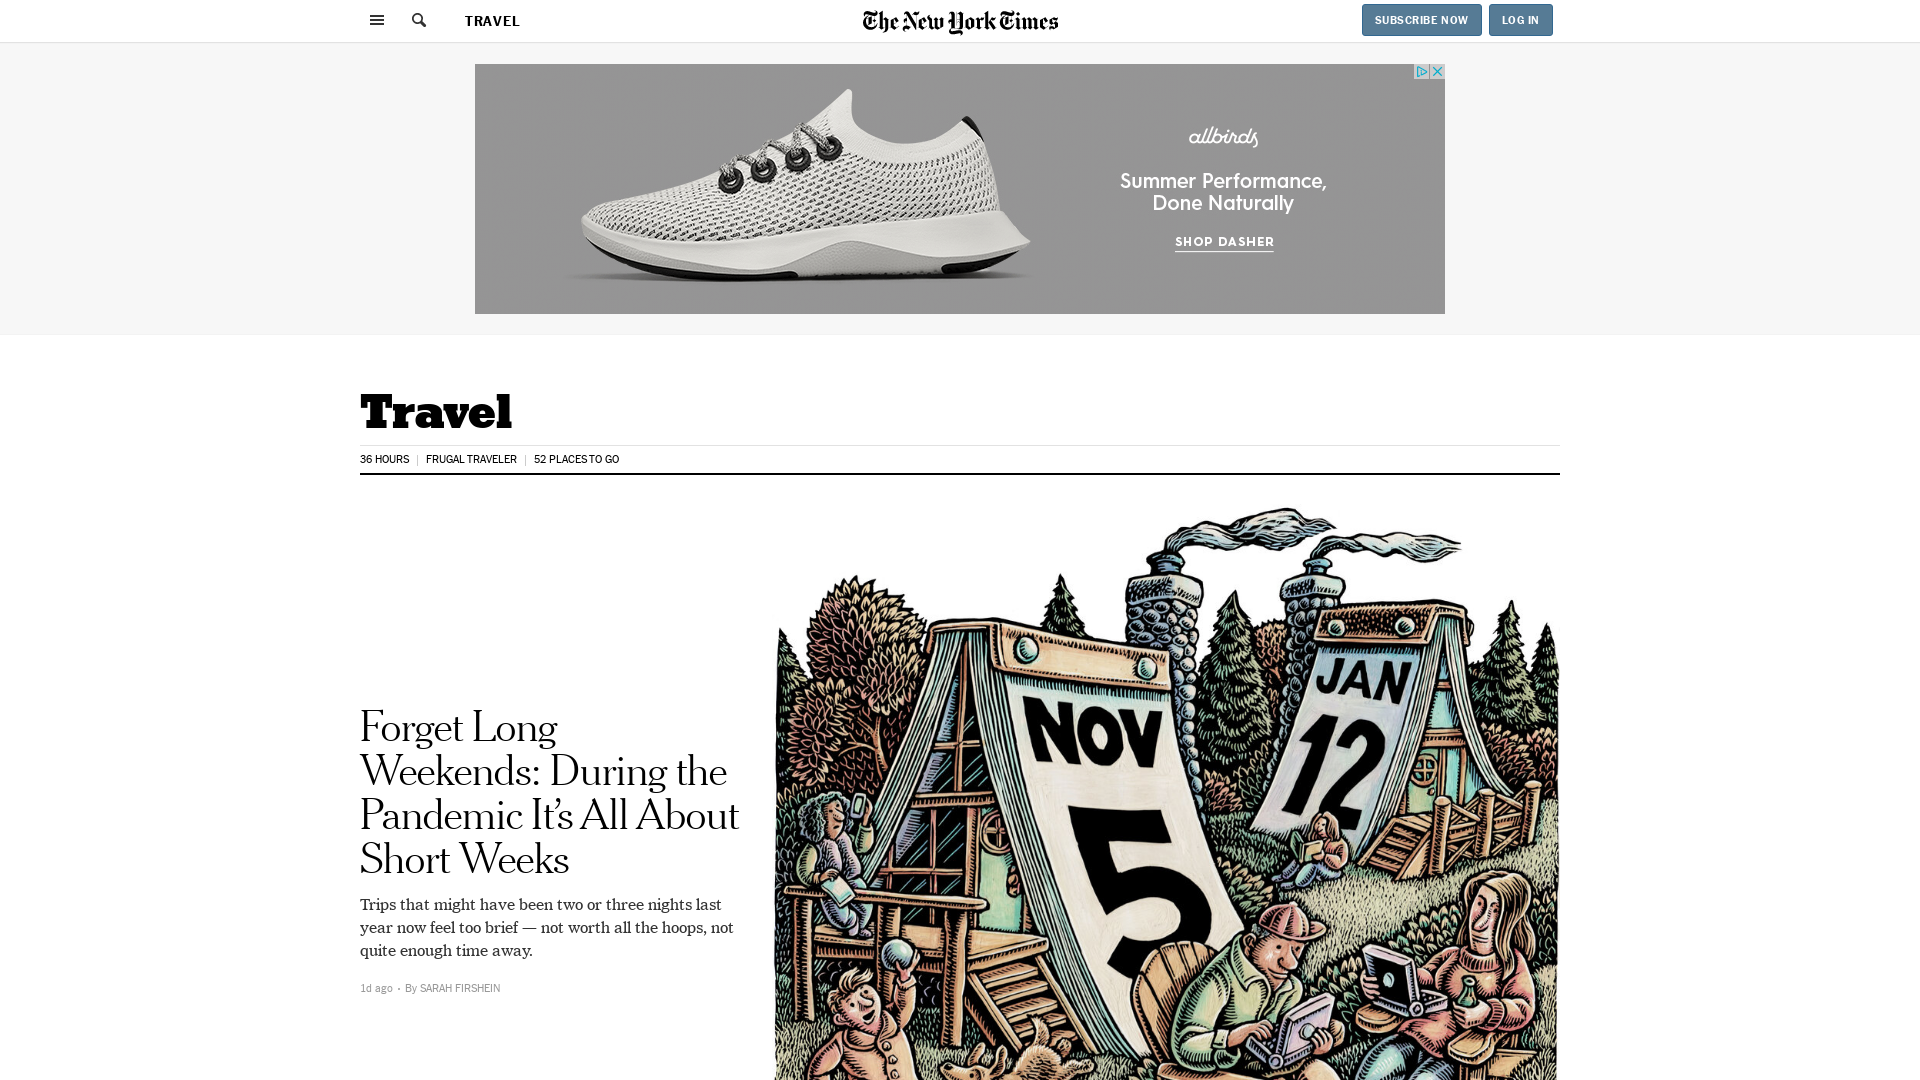 TRAVEL
The New York Times
SUBSCRIBE NOW
LOG IN
allbirds
Summer Performance,
Done Naturally
SHOP DASHER
Travel
36 HOURS
FRUGAL TRAVELER
52 PLACES TO GO
NOV
5
JAN
12
Forget Long
Weekends: During the
Pandemic It’s All About
Short Weeks
Trips that might have been two or three nights last
year now feel too brief — not worth all the hoops, not
quite enough time away.
1d ago • By SARAH FIRSHEIN